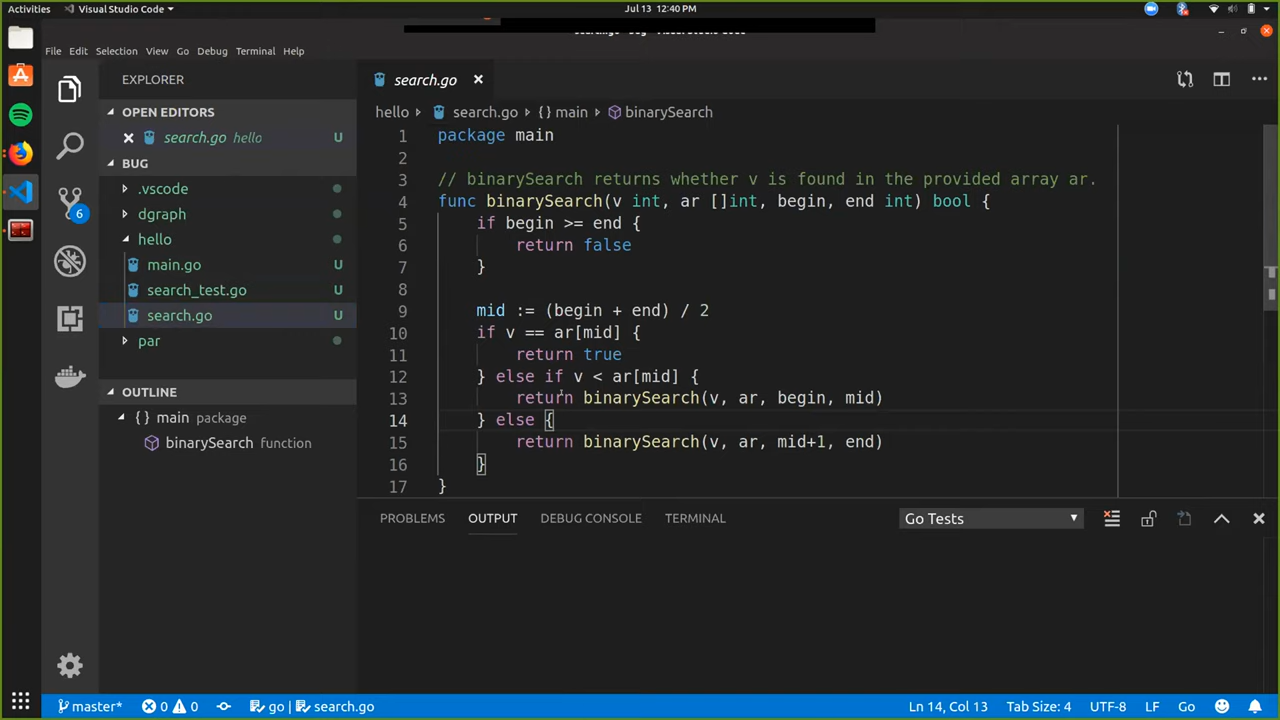 Activities Visual Studio Code Jul 13 12:40 PM
File Edit Selection View Go Debug Terminal Help
EXPLORER
OPEN EDITORS
search.go hello U
BUG
.vscode
dgraph
hello
main.go U
search_test.go U
search.go U
par
6
OUTLINE
{ } main package
binarySearch function
search.go
hello search.go { } main binarySearch
1 package main
2
3 // binarySearch returns whether v is found in the provided array ar.
4 func binarySearch(v int, ar []int, begin, end int) bool {
5 if begin >= end {
6 return false
7 }
8
9 mid := (begin + end) / 2
10 if v == ar[mid] {
11 return true
12 } else if v < ar[mid] {
13 return binarySearch(v, ar, begin, mid)
14 } else {
15 return binarySearch(v, ar, mid+1, end)
16 }
17 }
PROBLEMS OUTPUT DEBUG CONSOLE TERMINAL Go Tests
master* 0 0 go | search.go Ln 14, Col 13 Tab Size: 4 UTF-8 LF Go